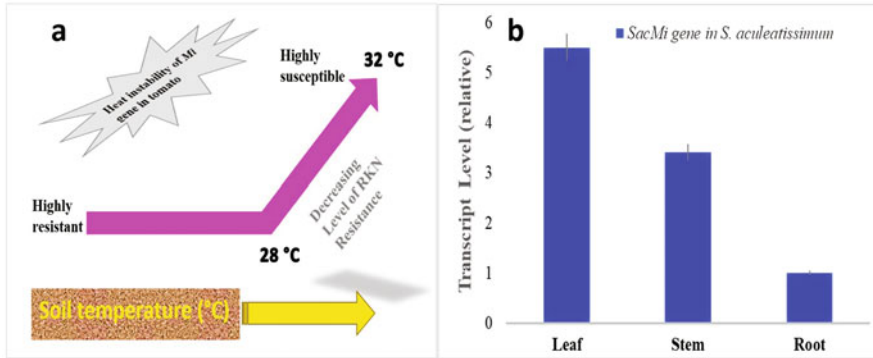 a
Heat instability of Mi
gene in tomato
Highly
susceptible
32 °C
Highly
resistant
28 °C
Decreasing
Level of RKN
Resistance
Soil temperature (°C)
b
SacMi gene in S. aculeatissimum
Transcript Level (relative)
6
5
4
3
2
1
0
Leaf Stem Root